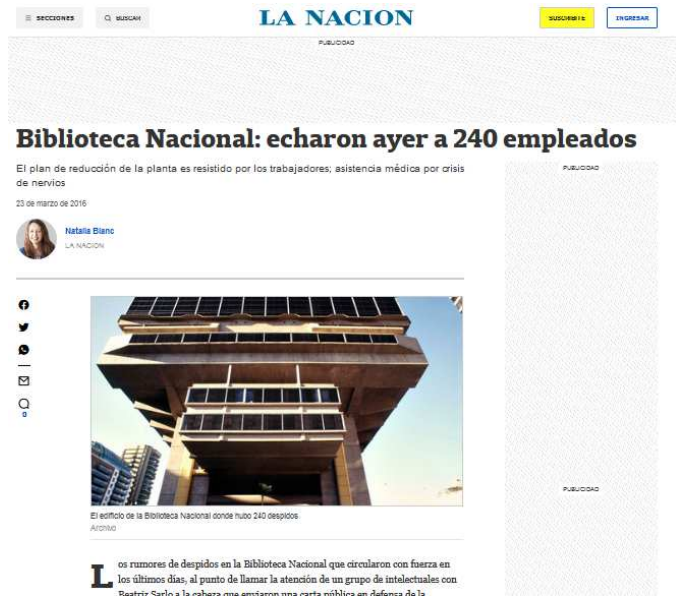 SECCIONES
BUSCAR
LA NACION
SUSCRIBITE
INGRESAR
PUBLICIDAD
Biblioteca Nacional: echaron ayer a 240 empleados
El plan de reducción de la planta es resistido por los trabajadores; asistencia médica por crisis
de nervios
PUBLICIDAD
23 de marzo de 2016
Natalia Blanc
LA NACION
0
PUBLICIDAD
El edificio de la Biblioteca Nacional donde hubo 240 despidos.
Archivo
Los rumores de despidos en la Biblioteca Nacional que circularon con fuerza en
los últimos días, al punto de llamar la atención de un grupo de intelectuales con
Beatriz Sarlo a la cabeza que enviaron una carta pública en defensa de la